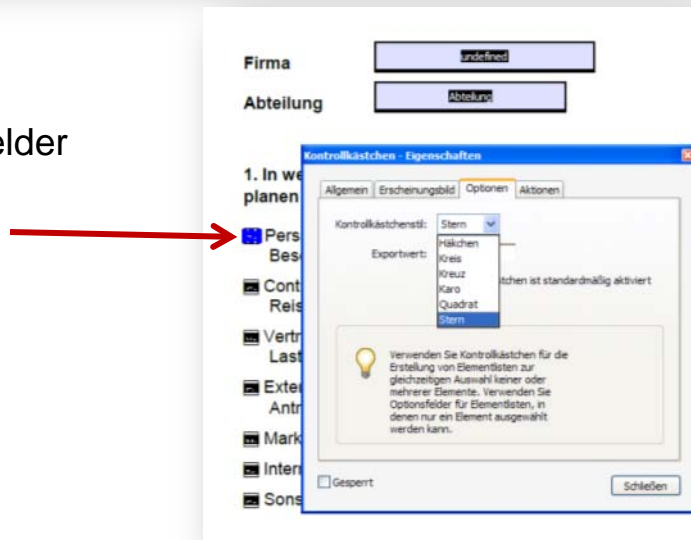 elder
Firma
undefined
Abteilung
Abteilung
1. In we
planen
Pers
Bes
Cont
Reis
Vertr
Last
Exter
Antr
Mark
Interr
Sons
Kontrollkästchen - Eigenschaften
Allgemein Erscheinungsbild Optionen Aktionen
Kontrollkästchenstil: Stern
Häkchen
Kreis
Kreuz
Karo
Quadrat
Stern
Exportwert:
tchen ist standardmäßig aktiviert
Verwenden Sie Kontrollkästchen für die
Erstellung von Elementlisten zur
gleichzeitigen Auswahl keiner oder
mehrerer Elemente. Verwenden Sie
Optionsfelder für Elementlisten, in
denen nur ein Element ausgewählt
werden kann.
Gesperrt
Schließen